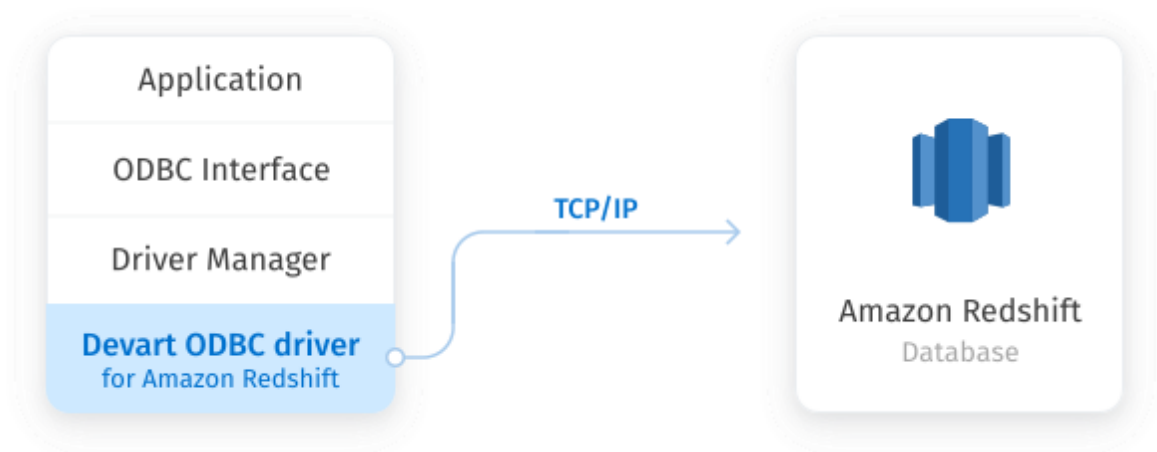 Application
ODBC Interface
Driver Manager
Devart ODBC driver
for Amazon Redshift
TCP/IP
Amazon Redshift
Database